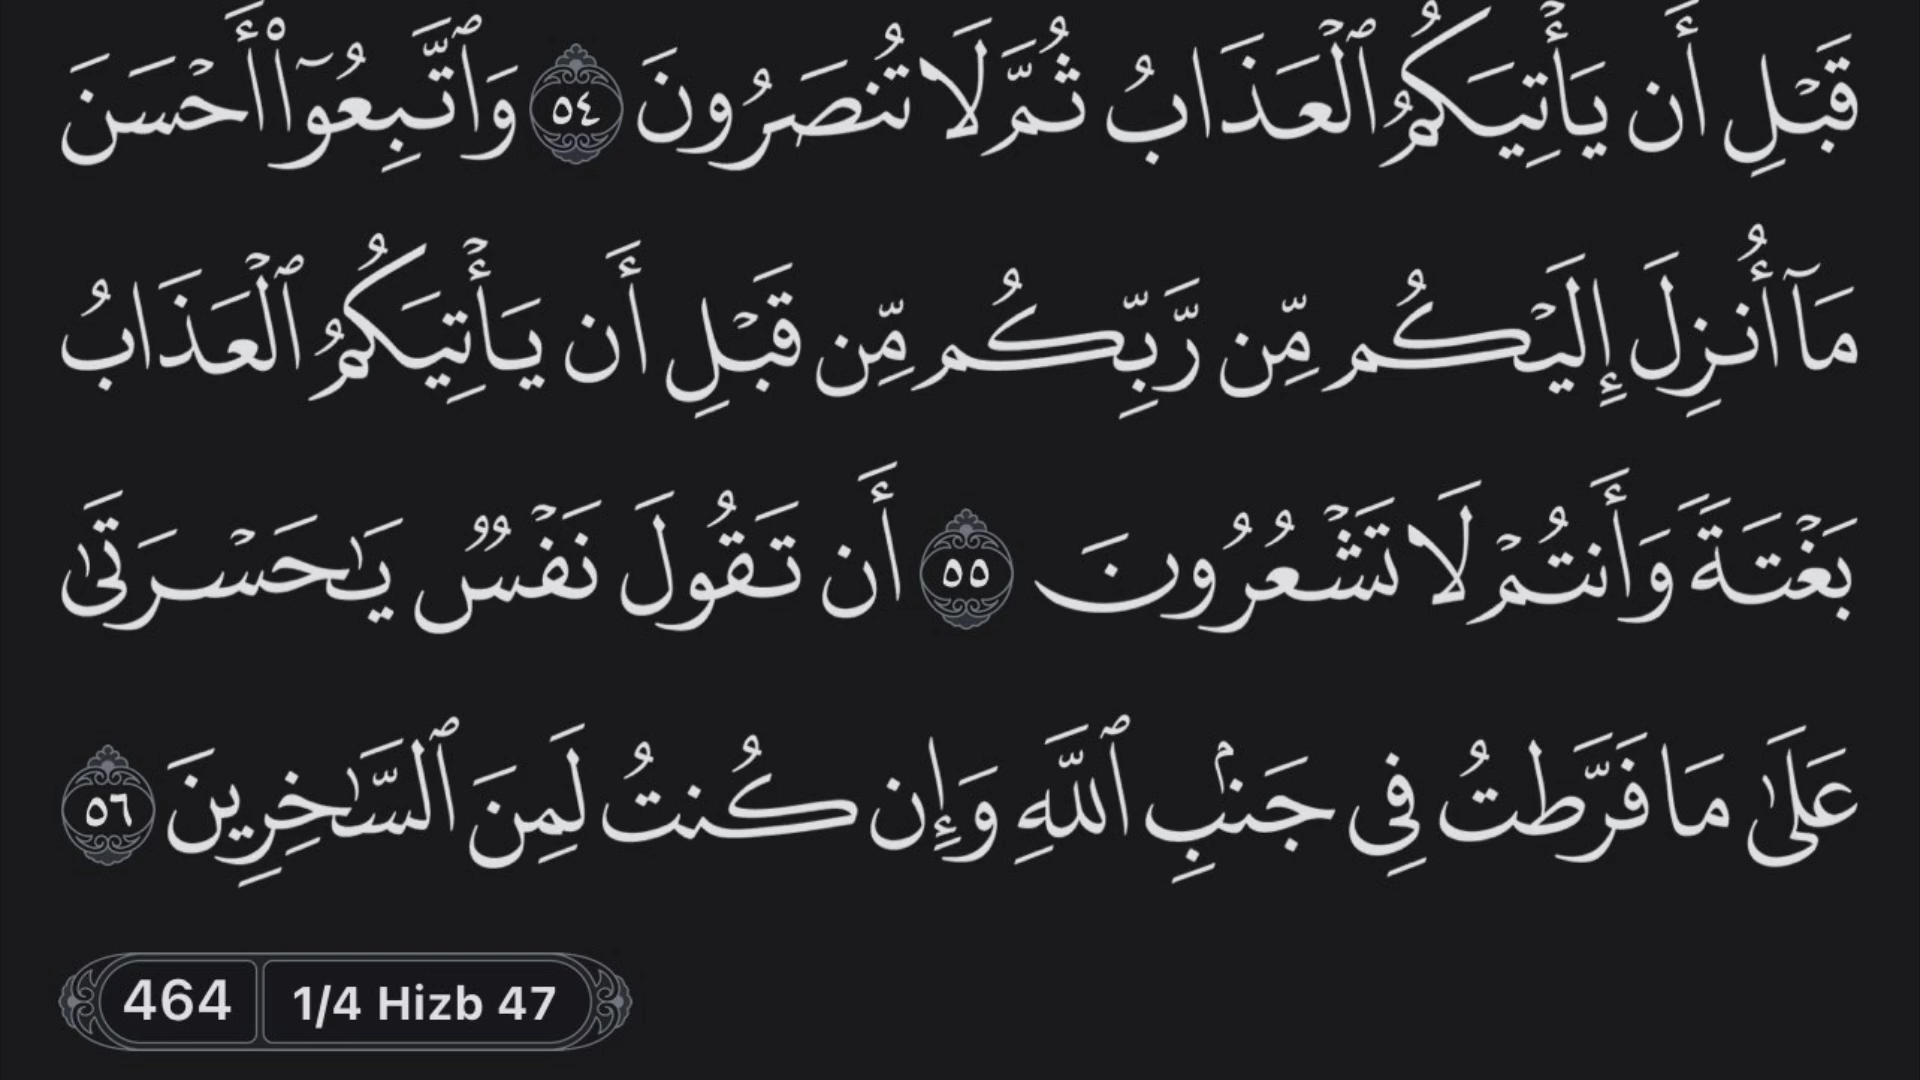 قَبۡلِ أَن يَأۡتِيَكُمُ ٱلۡعَذَابُ ثُمَّ لَا تُنصَرُونَ ٥٤ وَٱتَّبِعُوٓاْ أَحۡسَنَ
مَآ أُنزِلَ إِلَيۡكُم مِّن رَّبِّكُم مِّن قَبۡلِ أَن يَأۡتِيَكُمُ ٱلۡعَذَابُ
بَغۡتَةٗ وَأَنتُمۡ لَا تَشۡعُرُونَ ٥٥ أَن تَقُولَ نَفۡسٞ يَٰحَسۡرَتَىٰ
عَلَىٰ مَا فَرَّطتُ فِي جَنۢبِ ٱللَّهِ وَإِن كُنتُ لَمِنَ ٱلسَّٰخِرِينَ ٥٦
464 1/4 Hizb 47